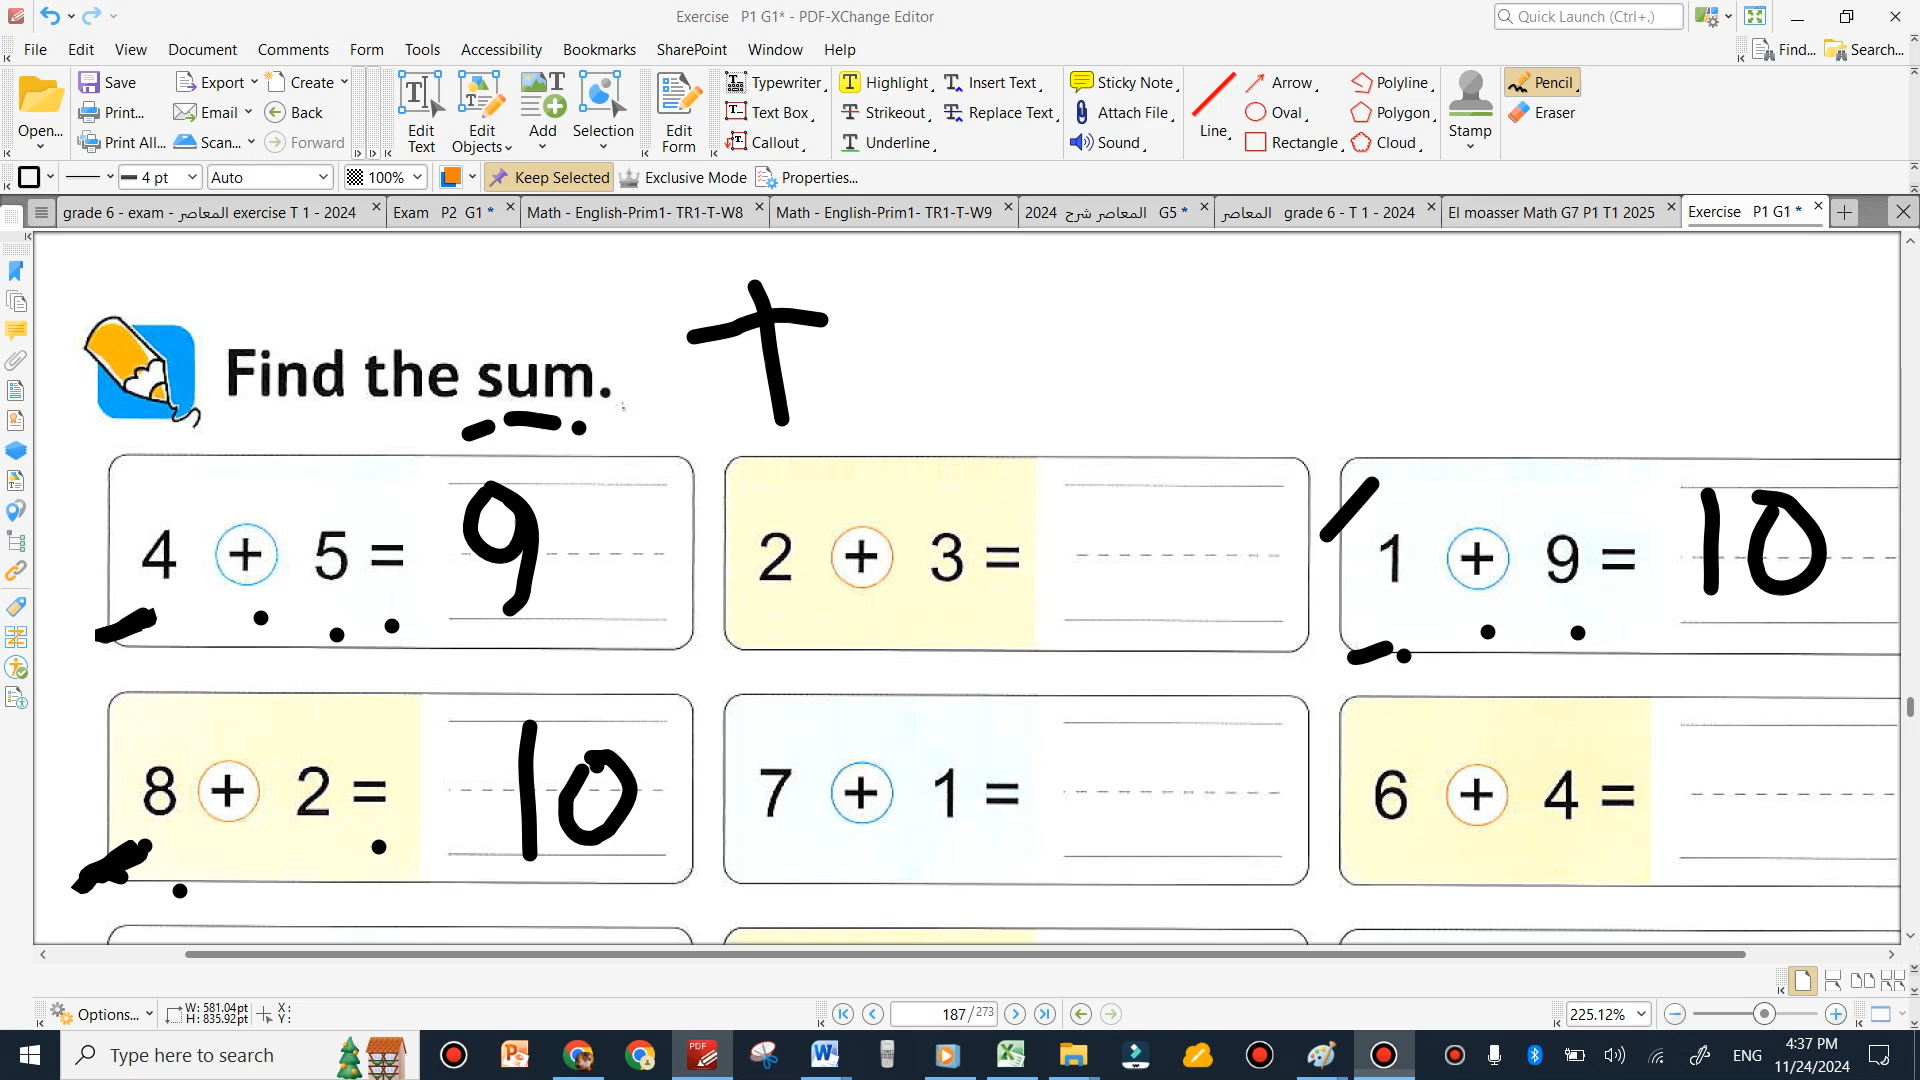 Exercise P1 G1* - PDF-XChange Editor
Quick Launch (Ctrl+.)
File Edit View Document Comments Form Tools Accessibility Bookmarks SharePoint Window Help
Find... Search...
Open... Save Print... Print All... Export Email Scan... Create Back Forward
Edit Text Edit Objects Add Selection Edit Form
Typewriter Text Box Callout Highlight Strikeout Underline Insert Text Replace Text
Sticky Note Attach File Sound Line Arrow Oval Rectangle Polyline Polygon Cloud Stamp Pencil Eraser
4 pt Auto 100% Keep Selected Exclusive Mode Properties...
grade 6 - exam - المعاصر exercise T 1 - 2024
Exam P2 G1 *
Math - English-Prim1- TR1-T-W8
Math - English-Prim1- TR1-T-W9
2024 المعاصر شرح G5 *
المعاصر grade 6 - T 1 - 2024
El moasser Math G7 P1 T1 2025
Exercise P1 G1 *
T
Find the sum.
4 + 5 = 9
2 + 3 =
1 + 9 = 10
8 + 2 = 10
7 + 1 =
6 + 4 =
Options... W: 581.04pt H: 835.92pt X: Y:
187 / 273
225.12%
Type here to search
PDF
ENG
4:37 PM
11/24/2024